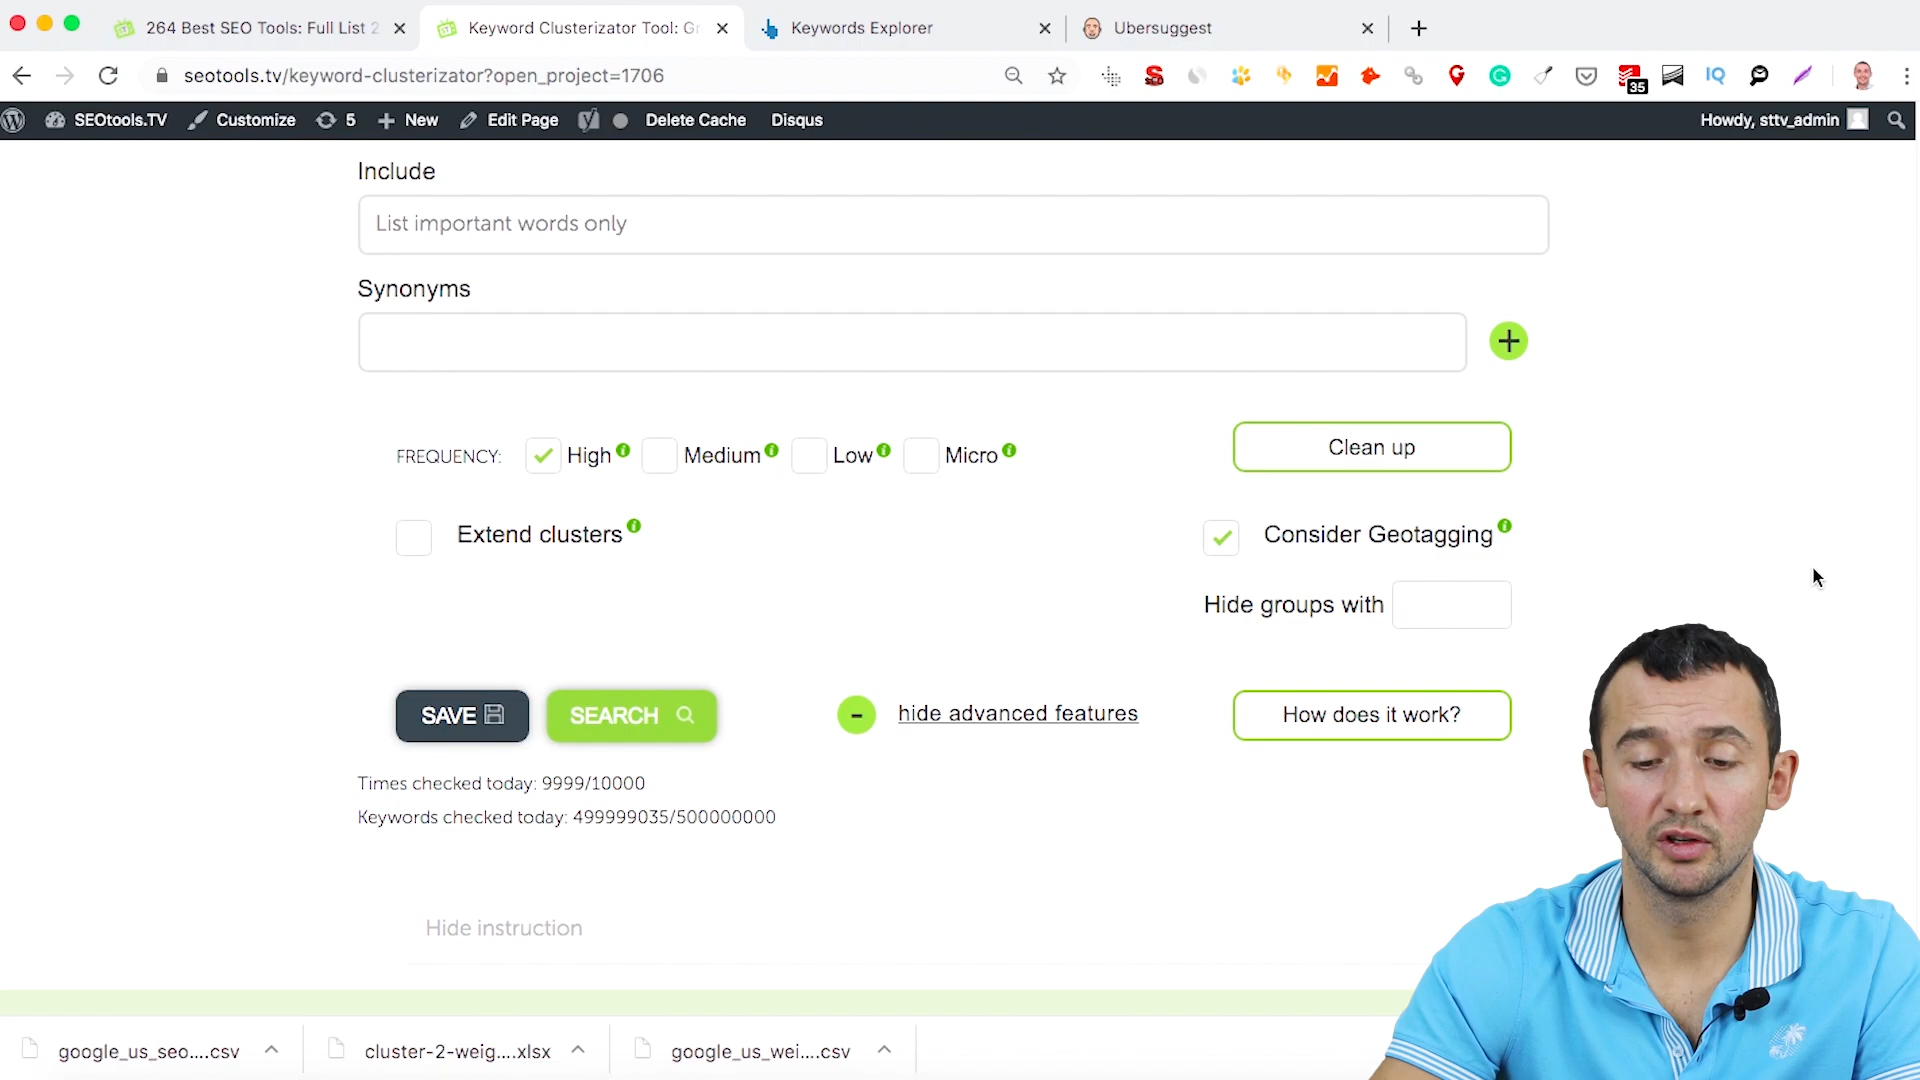 264 Best SEO Tools: Full List 2
Keyword Clusterizator Tool: Gr
Keywords Explorer
Ubersuggest
seotools.tv/keyword-clusterizator?open_project=1706
S
IQ
35
SEOtools.TV
Customize
5
New
Edit Page
Delete Cache
Disqus
Howdy, sttv_admin
Include
List important words only
Synonyms
FREQUENCY:
High
Medium
Low
Micro
Clean up
Extend clusters
Consider Geotagging
Hide groups with
SAVE
SEARCH
hide advanced features
How does it work?
Times checked today: 9999/10000
Keywords checked today: 499999035/500000000
Hide instruction
google_us_seo....csv
cluster-2-weig....xlsx
google_us_wei....csv